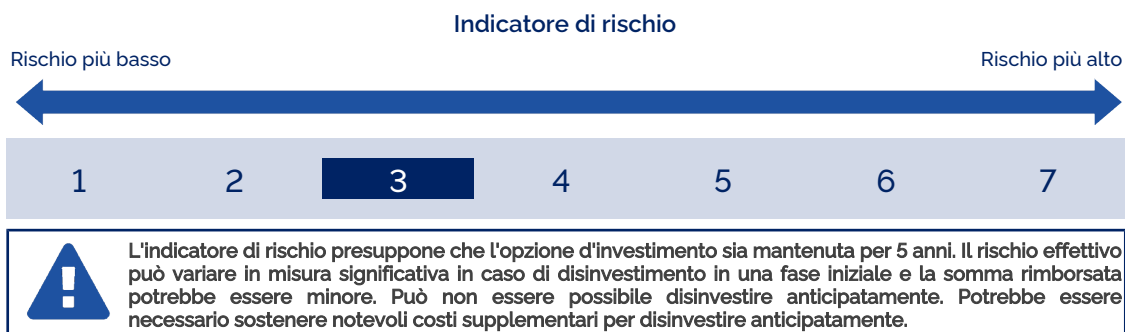 Indicatore di rischio
Rischio più basso
Rischio più alto
1 2 3 4 5 6 7
L'indicatore di rischio presuppone che l'opzione d'investimento sia mantenuta per 5 anni. Il rischio effettivo
può variare in misura significativa in caso di disinvestimento in una fase iniziale e la somma rimborsata
potrebbe essere minore. Può non essere possibile disinvestire anticipatamente. Potrebbe essere
necessario sostenere notevoli costi supplementari per disinvestire anticipatamente.